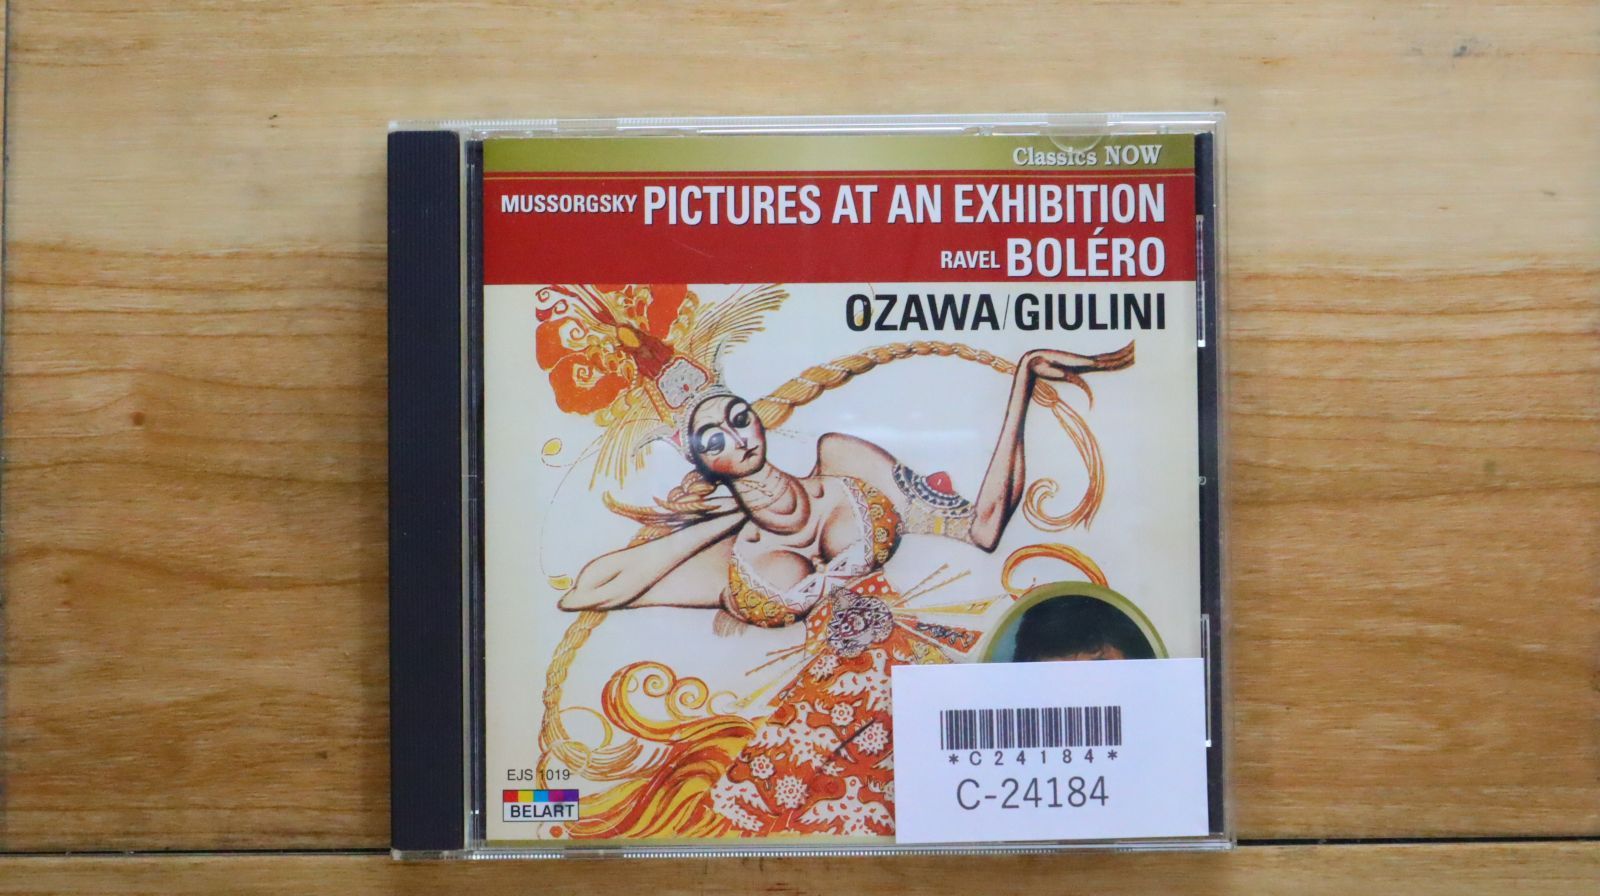 Classics NOW
MUSSORGSKY PICTURES AT AN EXHIBITION
RAVEL BOLÉRO
OZAWA/GIULINI
EJS 1019
BELART
*C24184*
C-24184